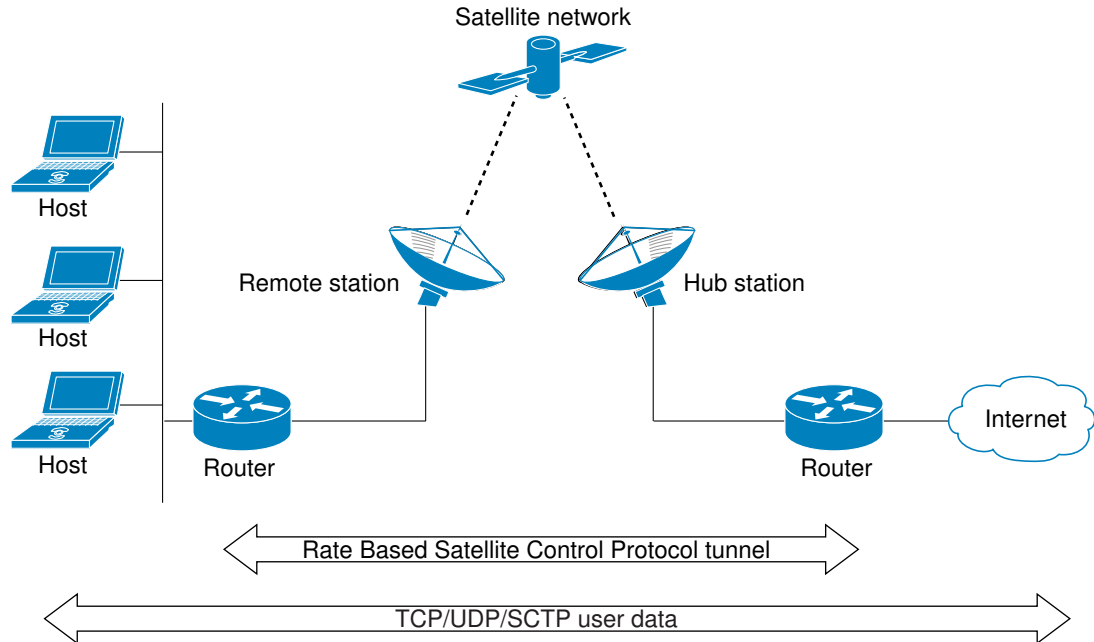 Satellite network
Host
Remote station
Hub station
Host
Host
Router
Router
Internet
Rate Based Satellite Control Protocol tunnel
TCP/UDP/SCTP user data